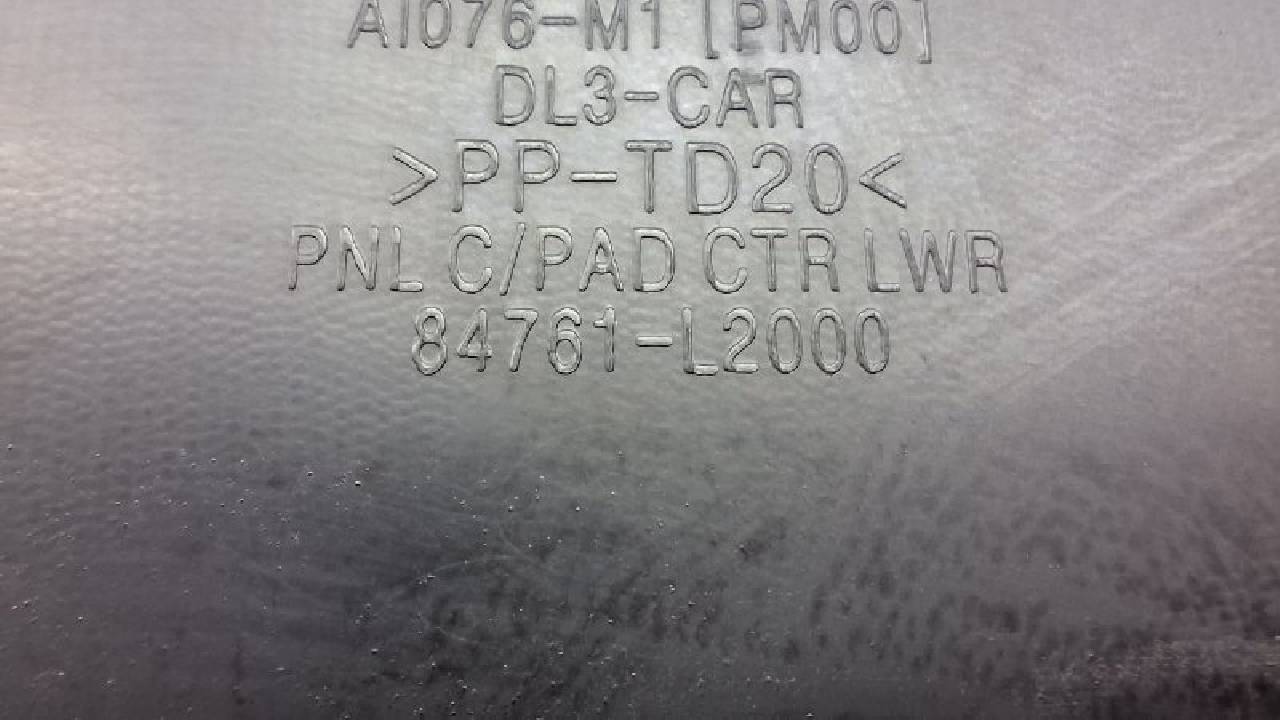 AI076-M1 [PM00]
DL3-CAR
>PP-TD20<
PNL C/PAD CTR LWR
84761-L2000